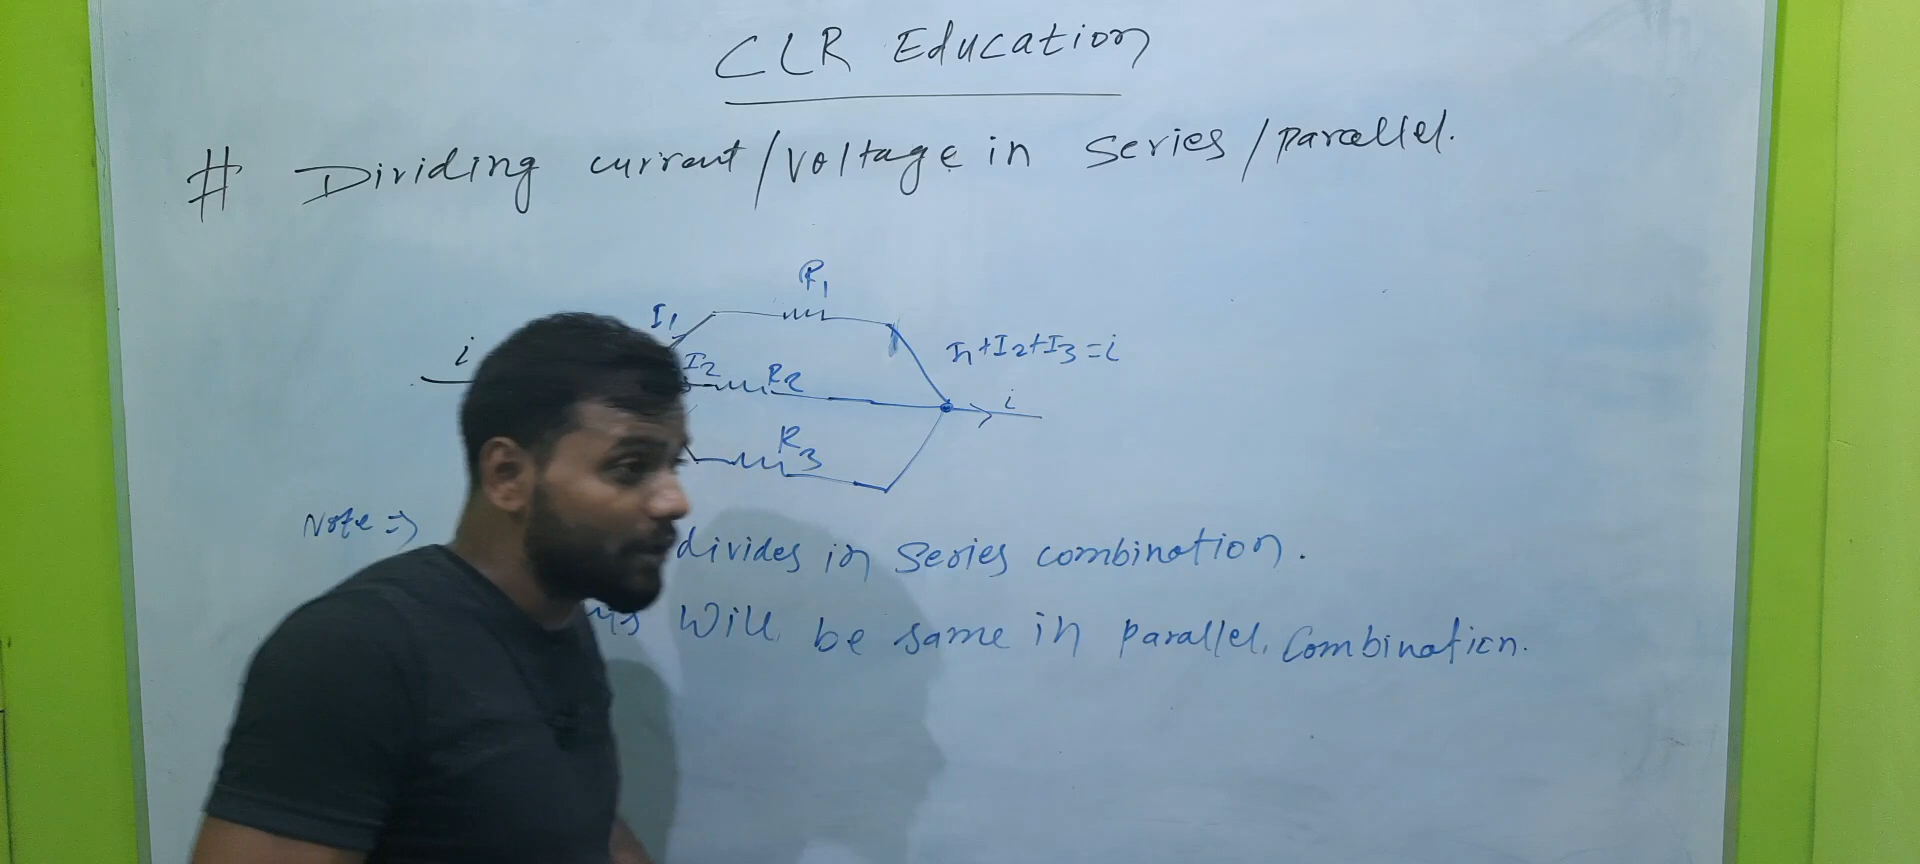 CLR Education
# Dividing current/voltage in series/parallel.
R1
I1
i
I2
R2
I1+I2+I3=i
i
R3
Note =>
divides in series combination.
will be same in parallel. Combination.